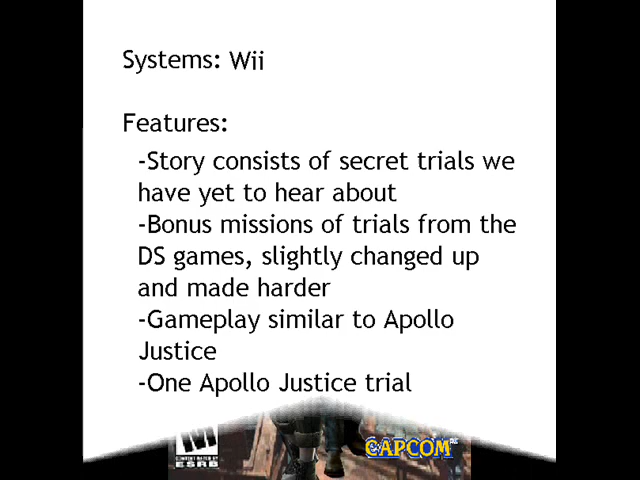 Systems: Wii
Features:
-Story consists of secret trials we
have yet to hear about
-Bonus missions of trials from the
DS games, slightly changed up
and made harder
-Gameplay similar to Apollo
Justice
-One Apollo Justice trial
CAPCOM
ESRB